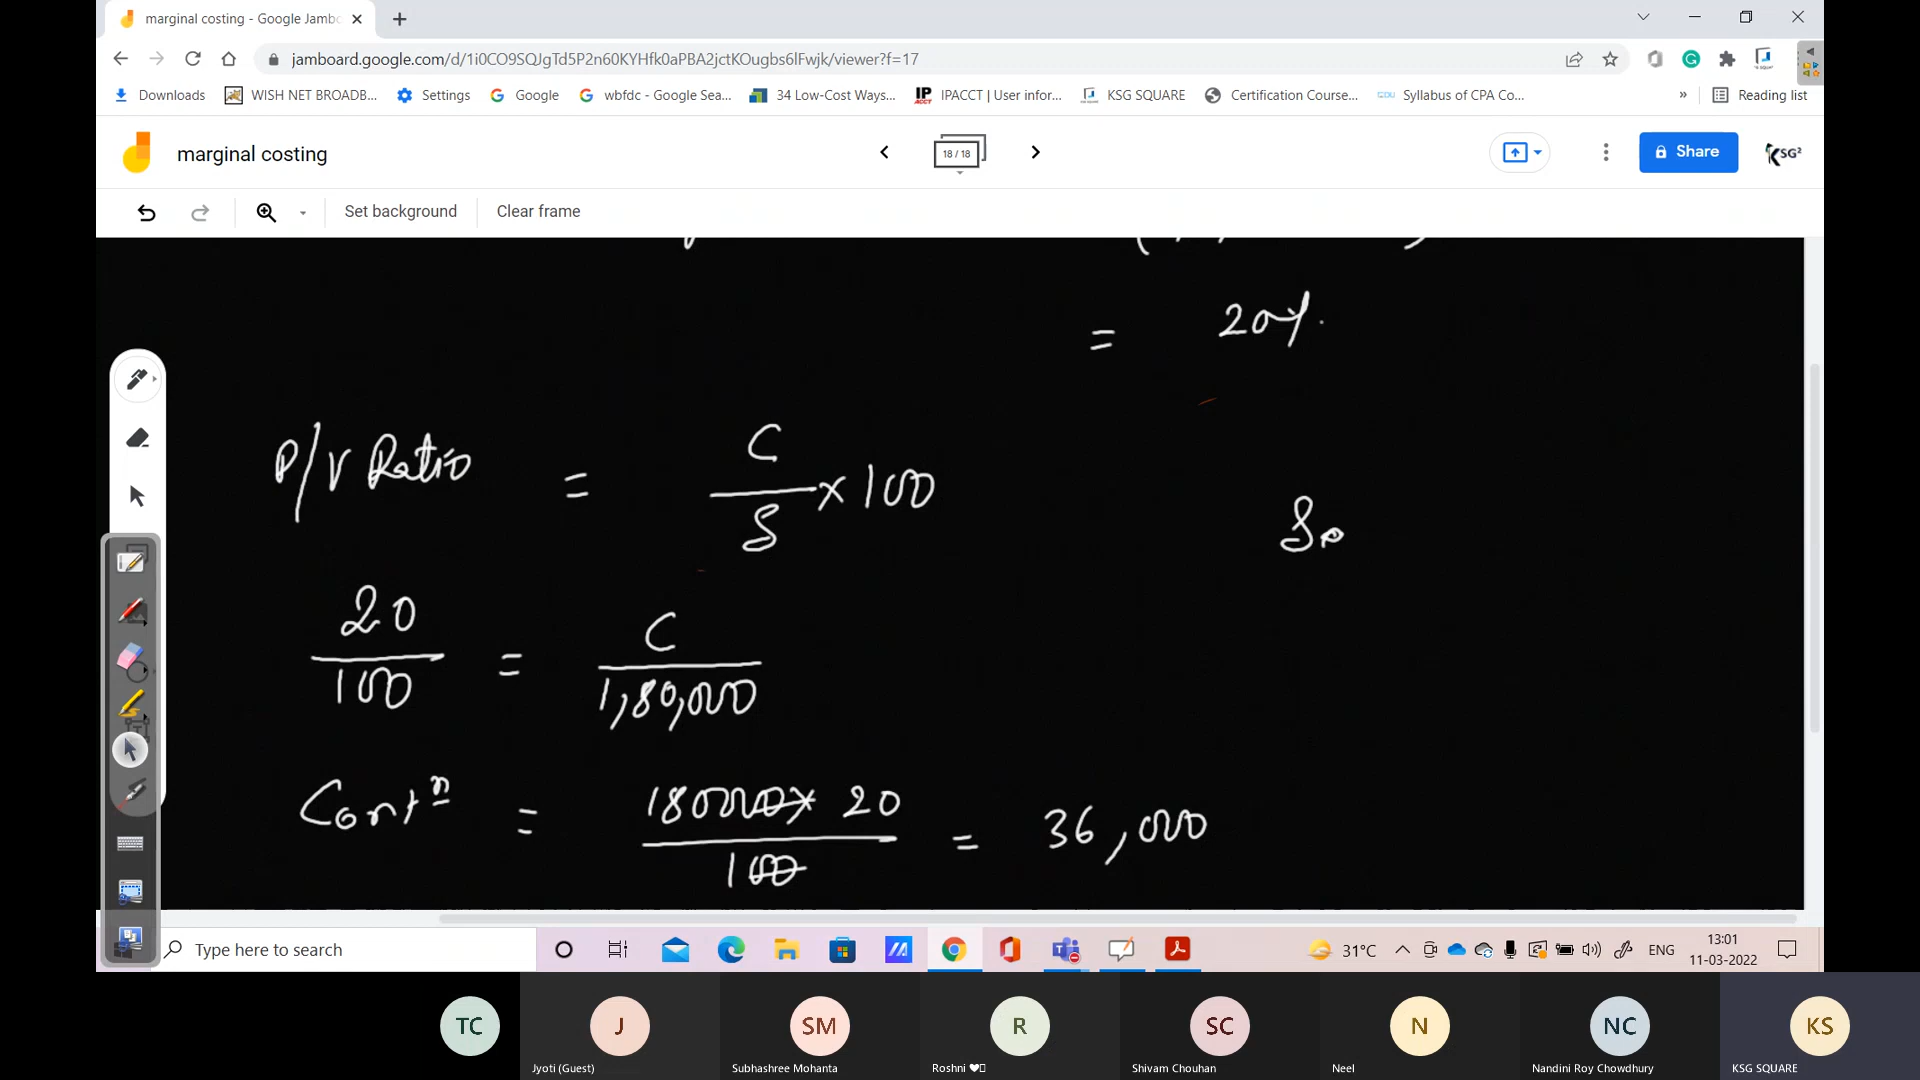 marginal costing - Google Jambo
jamboard.google.com/d/1i0CO9SQJgTd5P2n60KYHfk0aPBA2jctKOugbs6lFwjk/viewer?f=17
Downloads WISH NET BROADB... Settings Google wbfdc - Google Sea... 34 Low-Cost Ways... IP ACCT IPACCT | User infor... KSG SQUARE Certification Course... Syllabus of CPA Co... » Reading list
marginal costing 18 / 18 Share KSG²
Set background Clear frame
= 20%.
P/V Ratio = C/S × 100
So
20/100 = C/1,80,000
Contⁿ = 180000 × 20/100 = 36,000
Type here to search 31°C ENG 13:01
11-03-2022
TC J SM R SC N NC KS
Jyoti (Guest) Subhashree Mohanta Roshni ❤ Shivam Chouhan Neel Nandini Roy Chowdhury KSG SQUARE